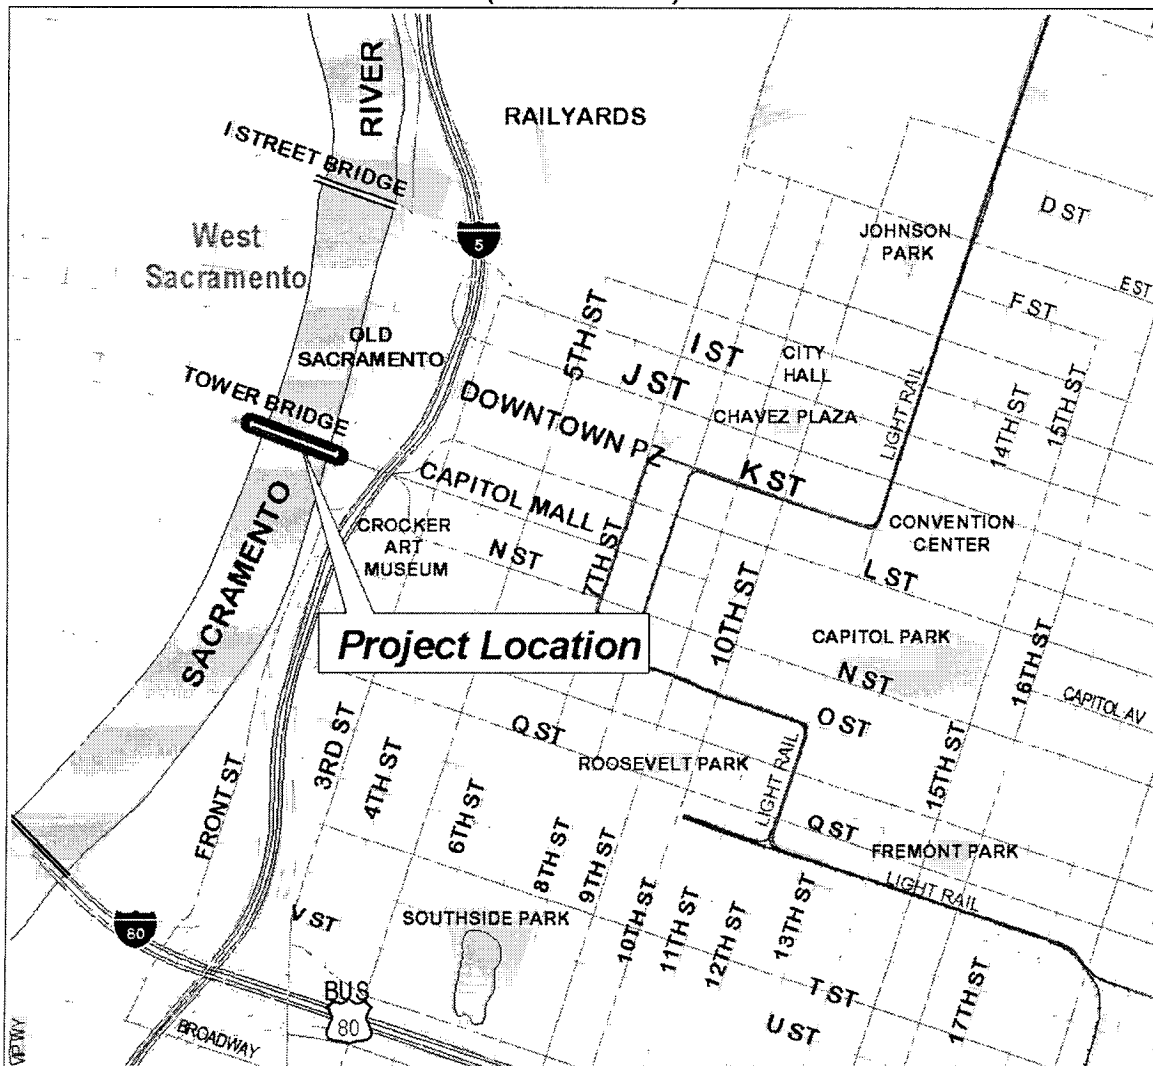 RIVER
RAILYARDS
I STREET BRIDGE
D ST
JOHNSON
PARK
West
Sacramento
5
E ST
F ST
5TH ST
I ST
OLD
SACRAMENTO
CITY
HALL
J ST
LIGHT RAIL
15TH ST
TOWER BRIDGE
DOWNTOWN PZ
CHAVEZ PLAZA
14TH ST
CAPITOL MALL
K ST
SACRAMENTO
CROCKER
ART
MUSEUM
N ST
7TH ST
CONVENTION
CENTER
L ST
10TH ST
Project Location
CAPITOL PARK
N ST
16TH ST
CAPITOL AV
O ST
3RD ST
4TH ST
Q ST
ROOSEVELT PARK
LIGHT RAIL
15TH ST
FRONT ST
6TH ST
Q ST
FREMONT PARK
LIGHT RAIL
8TH ST
9TH ST
10TH ST
11TH ST
12TH ST
13TH ST
80
V ST
SOUTHSIDE PARK
BUS
80
T ST
U ST
17TH ST
BROADWAY